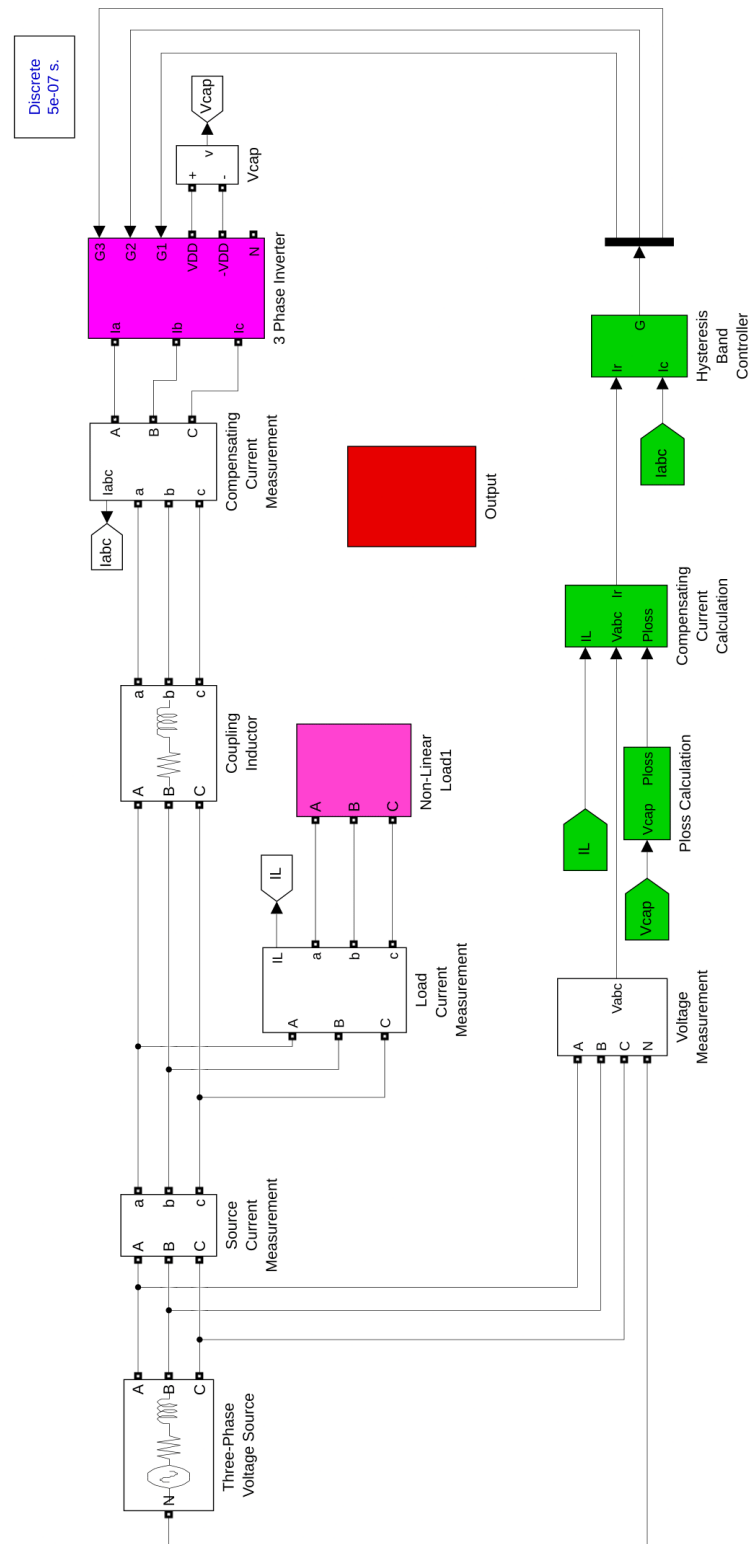 Discrete
5e-07 s.
N
A
B
C
Three-Phase
Voltage Source
A
B
C
a
b
c
Source
Current
Measurement
A
B
C
a
b
c
Coupling
Inductor
Iabc
Iabc
a
b
c
A
B
C
Compensating
Current
Measurement
Ia
Ib
Ic
G3
G2
G1
VDD
-VDD
N
3 Phase Inverter
+
-
v
Vcap
Vcap
A
B
C
IL
a
b
c
Load
Current
Measurement
IL
A
B
C
Non-Linear
Load1
Output
A
B
C
N
Vabc
Voltage
Measurement
IL
Vcap
Vcap
Ploss
Ploss Calculation
IL
Vabc
Ploss
Ir
Compensating
Current
Calculation
Iabc
Ir
Ic
G
Hysteresis
Band
Controller